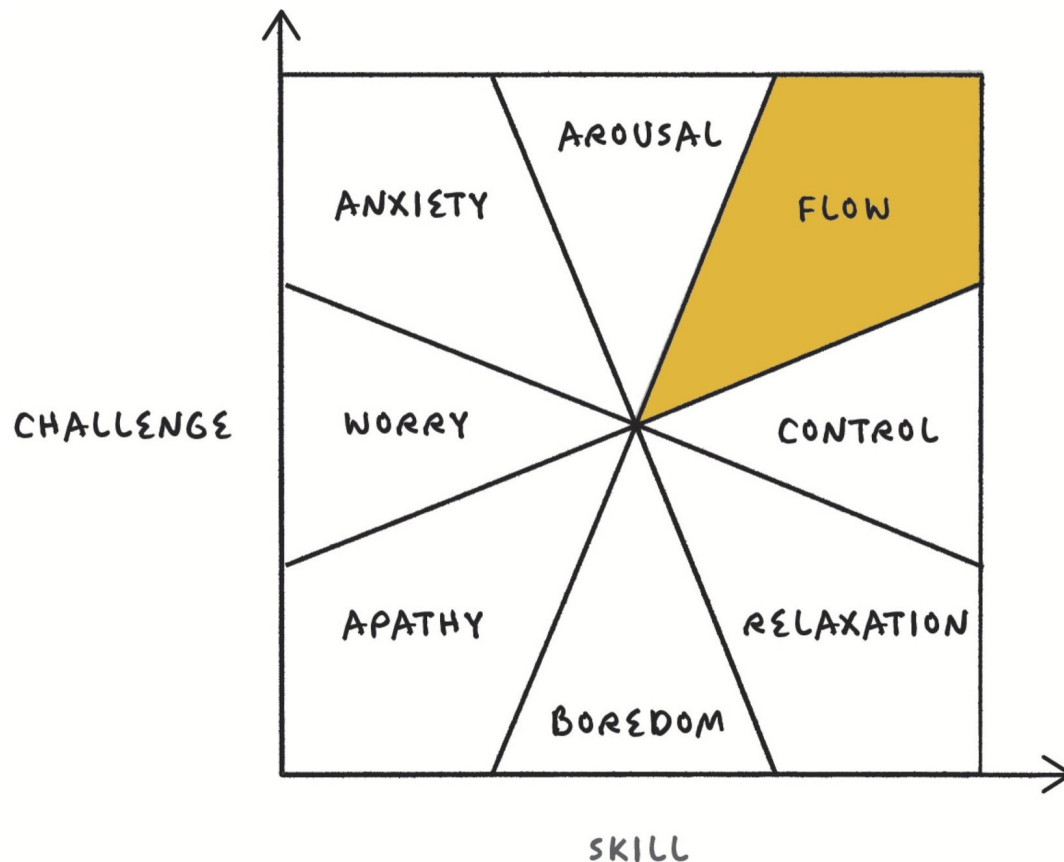 AROUSAL
ANXIETY
FLOW
CHALLENGE
WORRY
CONTROL
APATHY
RELAXATION
BOREDOM
SKILL